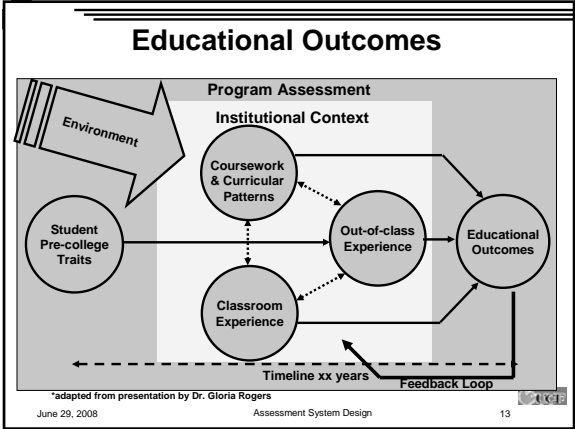 Educational Outcomes
Program Assessment
Institutional Context
Environment
Coursework
& Curricular
Patterns
Student
Pre-college
Traits
Out-of-class
Experience
Educational
Outcomes
Classroom
Experience
Timeline xx years
Feedback Loop
*adapted from presentation by Dr. Gloria Rogers
UCF
June 29, 2008
Assessment System Design
13